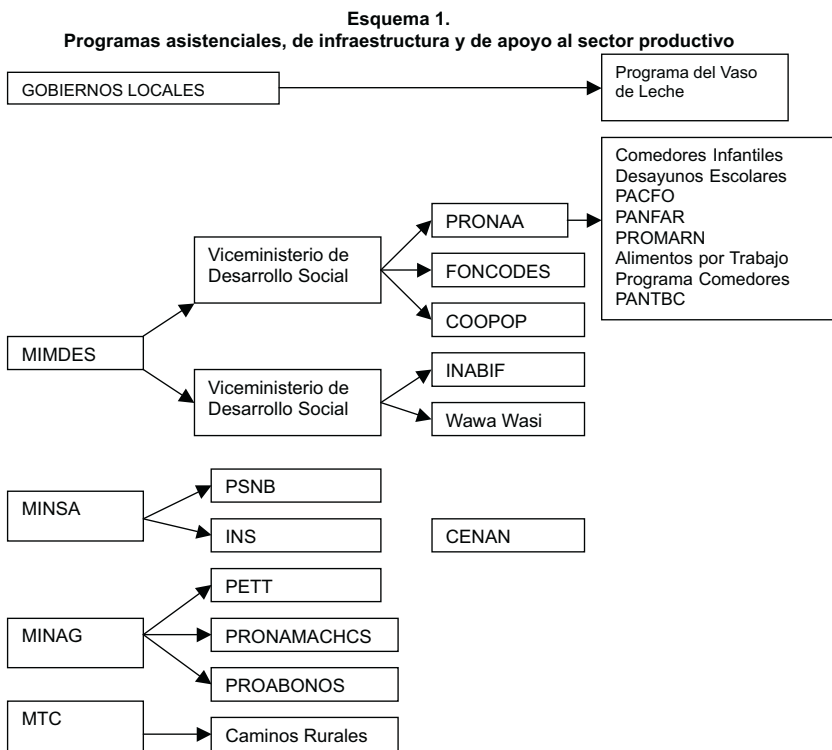 Esquema 1.
Programas asistenciales, de infraestructura y de apoyo al sector productivo
GOBIERNOS LOCALES
Programa del Vaso
de Leche
MIMDES
Viceministerio de
Desarrollo Social
PRONAA
FONCODES
COOPOP
Comedores Infantiles
Desayunos Escolares
PACFO
PANFAR
PROMARN
Alimentos por Trabajo
Programa Comedores
PANTBC
Viceministerio de
Desarrollo Social
INABIF
Wawa Wasi
MINSA
PSNB
INS
CENAN
MINAG
PETT
PRONAMACHCS
PROABONOS
MTC
Caminos Rurales